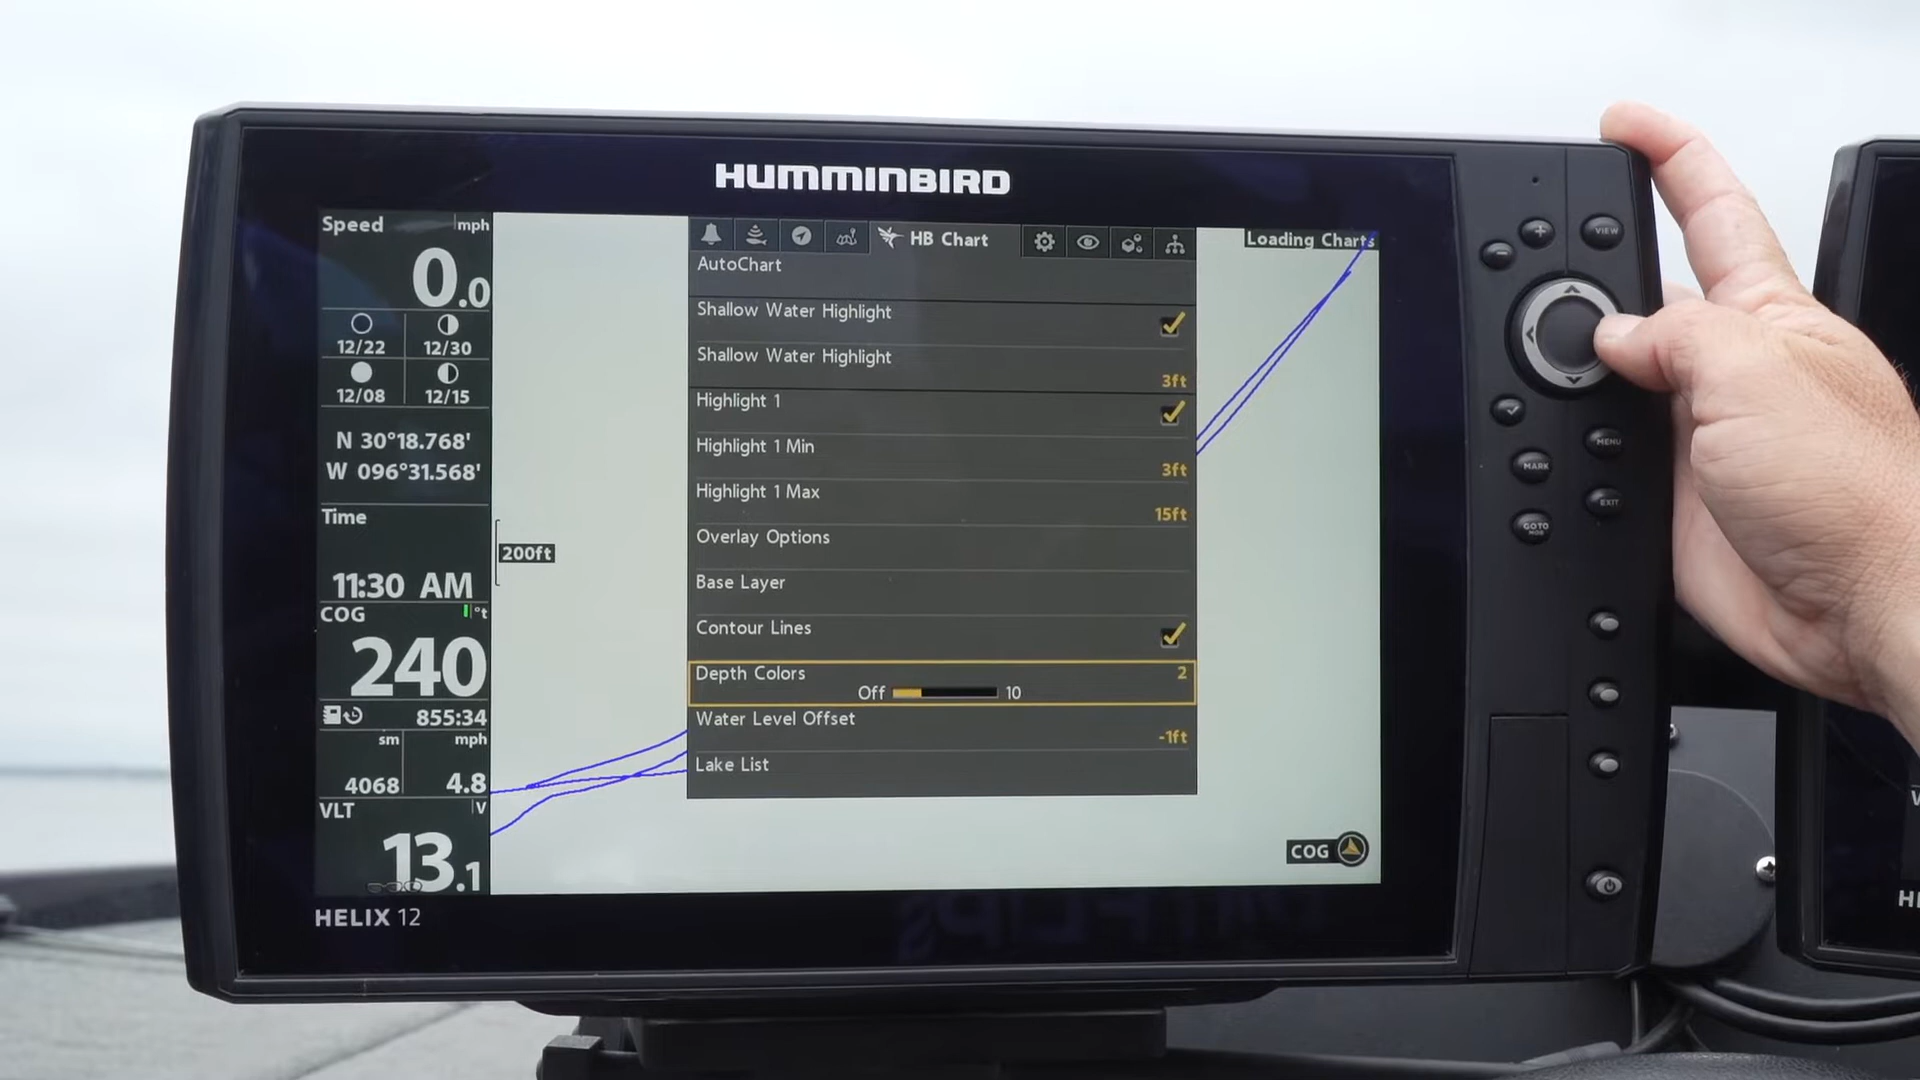 HUMMINBIRD
Speed mph
0.0
12/22 12/30
12/08 12/15
N 30°18.768'
W 096°31.568'
Time
11:30 AM
COG °t
240
855:34
sm mph
4068 4.8
VLT V
13.1
200ft
HB Chart
AutoChart
Shallow Water Highlight
Shallow Water Highlight
3ft
Highlight 1
Highlight 1 Min
3ft
Highlight 1 Max
15ft
Overlay Options
Base Layer
Contour Lines
Depth Colors 2
Off 10
Water Level Offset
-1ft
Lake List
Loading Charts
COG
HELIX 12
VIEW
MENU
MARK
EXIT
GOTO
MOB
HE